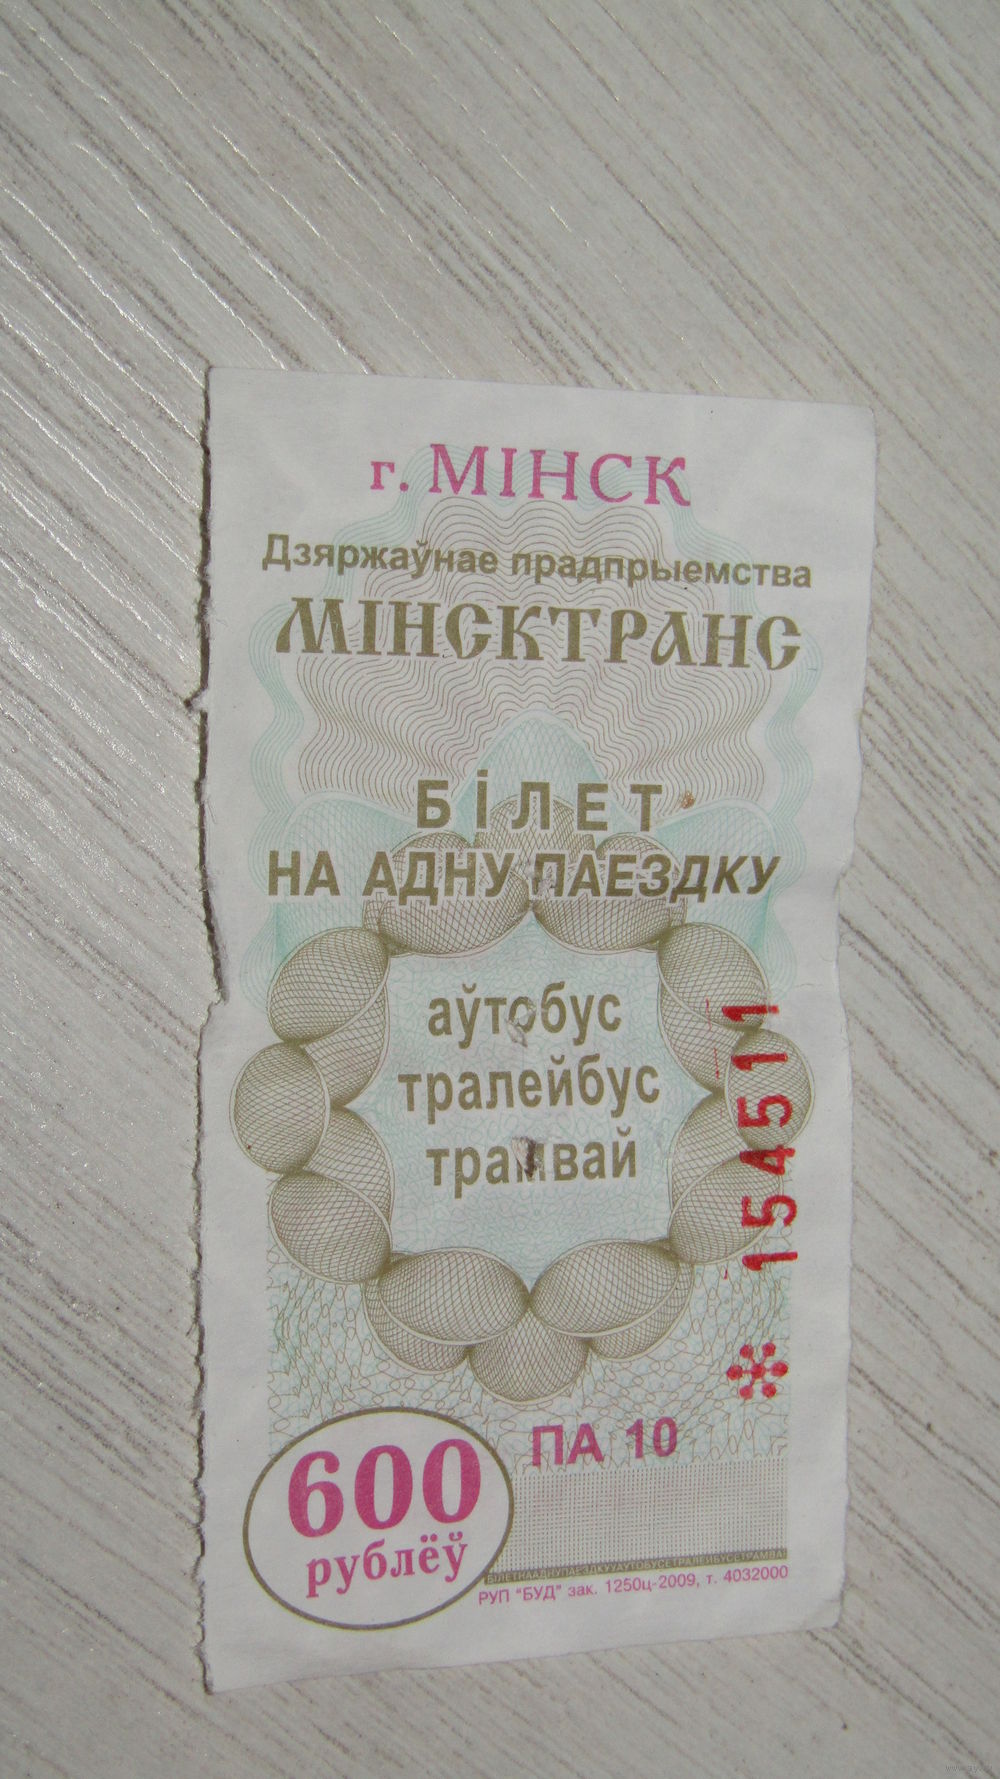 г. МІНСК
Дзяржаўнае прадпрыемства
МІНСКТРАНС
БІЛЕТ
НА АДНУ ПАЕЗДКУ
аўтобус
тралейбус
трамвай
154511
ПА 10
600
рублёў
БІЛЕТНААДНУПАЕЗДКУЎАЎТОБУСЕТРАЛЕЙБУСЕТРАМВА
РУП "БУД" зак. 1250ц-2009, т. 4032000